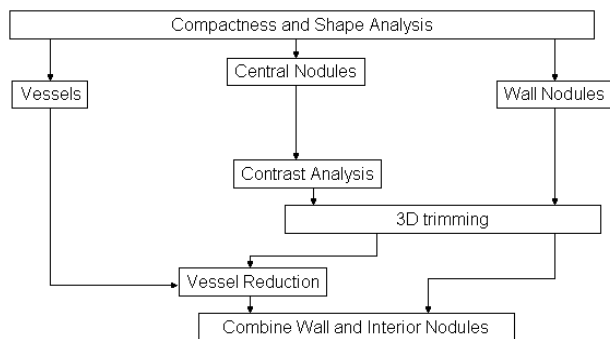 Compactness and Shape Analysis
Central Nodules
Vessels
Wall Nodules
Contrast Analysis
3D trimming
Vessel Reduction
Combine Wall and Interior Nodules